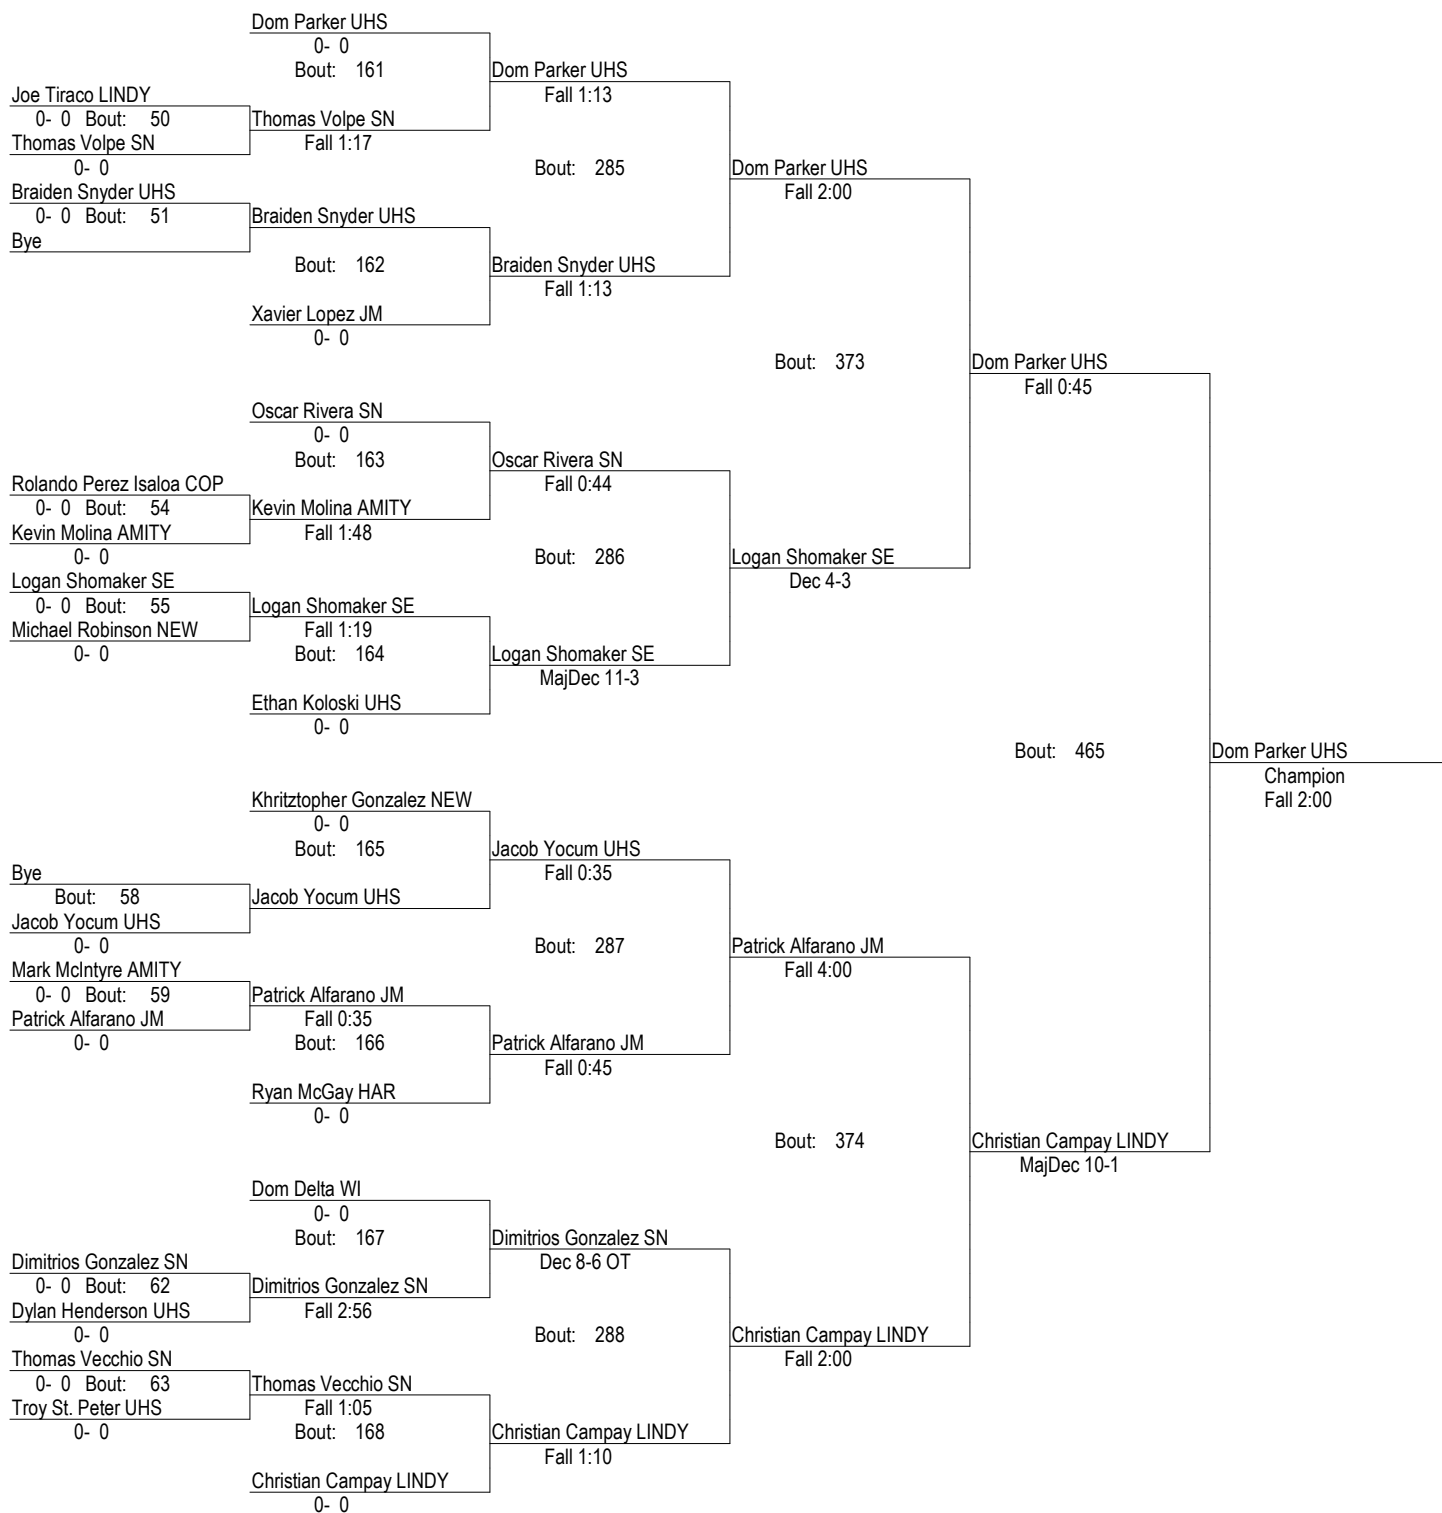 Dom Parker UHS
0- 0
Bout: 161
Dom Parker UHS
Fall 1:13
Joe Tiraco LINDY
0- 0 Bout: 50
Thomas Volpe SN
Fall 1:17
Thomas Volpe SN
0- 0
Bout: 285
Dom Parker UHS
Fall 2:00
Braiden Snyder UHS
0- 0 Bout: 51
Braiden Snyder UHS
Bye
Bout: 162
Braiden Snyder UHS
Fall 1:13
Xavier Lopez JM
0- 0
Bout: 373
Dom Parker UHS
Fall 0:45
Oscar Rivera SN
0- 0
Bout: 163
Oscar Rivera SN
Fall 0:44
Rolando Perez Isaloa COP
0- 0 Bout: 54
Kevin Molina AMITY
Fall 1:48
Kevin Molina AMITY
0- 0
Bout: 286
Logan Shomaker SE
Dec 4-3
Logan Shomaker SE
0- 0 Bout: 55
Logan Shomaker SE
Fall 1:19
Michael Robinson NEW
0- 0
Bout: 164
Logan Shomaker SE
MajDec 11-3
Ethan Koloski UHS
0- 0
Bout: 465
Dom Parker UHS
Champion
Fall 2:00
Khritztopher Gonzalez NEW
0- 0
Bout: 165
Jacob Yocum UHS
Fall 0:35
Bye
Bout: 58
Jacob Yocum UHS
Jacob Yocum UHS
0- 0
Bout: 287
Patrick Alfarano JM
Fall 4:00
Mark McIntyre AMITY
0- 0 Bout: 59
Patrick Alfarano JM
Fall 0:35
Patrick Alfarano JM
0- 0
Bout: 166
Patrick Alfarano JM
Fall 0:45
Ryan McGay HAR
0- 0
Bout: 374
Christian Campay LINDY
MajDec 10-1
Dom Delta WI
0- 0
Bout: 167
Dimitrios Gonzalez SN
Dec 8-6 OT
Dimitrios Gonzalez SN
0- 0 Bout: 62
Dimitrios Gonzalez SN
Fall 2:56
Dylan Henderson UHS
0- 0
Bout: 288
Christian Campay LINDY
Fall 2:00
Thomas Vecchio SN
0- 0 Bout: 63
Thomas Vecchio SN
Fall 1:05
Troy St. Peter UHS
0- 0
Bout: 168
Christian Campay LINDY
Fall 1:10
Christian Campay LINDY
0- 0